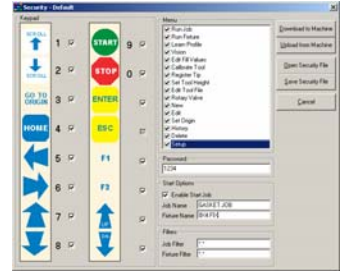 Security - Default
Keypad
SCROLL
1
START
9
SCROLL
2
STOP
0
GO TO
ORIGIN
3
ENTER
HOME
4
ESC
5
F1
6
F2
7
UP
8
DN
Menu
Run Job
Run Fixture
Learn Profile
Vision
Edit Fill Values
Calibrate Tool
Register Tip
Set Tool Height
Edit Tool File
Rotary Valve
New
Edit
Set Origin
History
Delete
Setup
Password
1234
Start Options
Enable Start Job
Job Name GASKET.JOB
Fixture Name
Filters
Job Filter *.*
Fixture Filter *.*
Download to Machine
Upload from Machine
Open Security File
Save Security File
Cancel